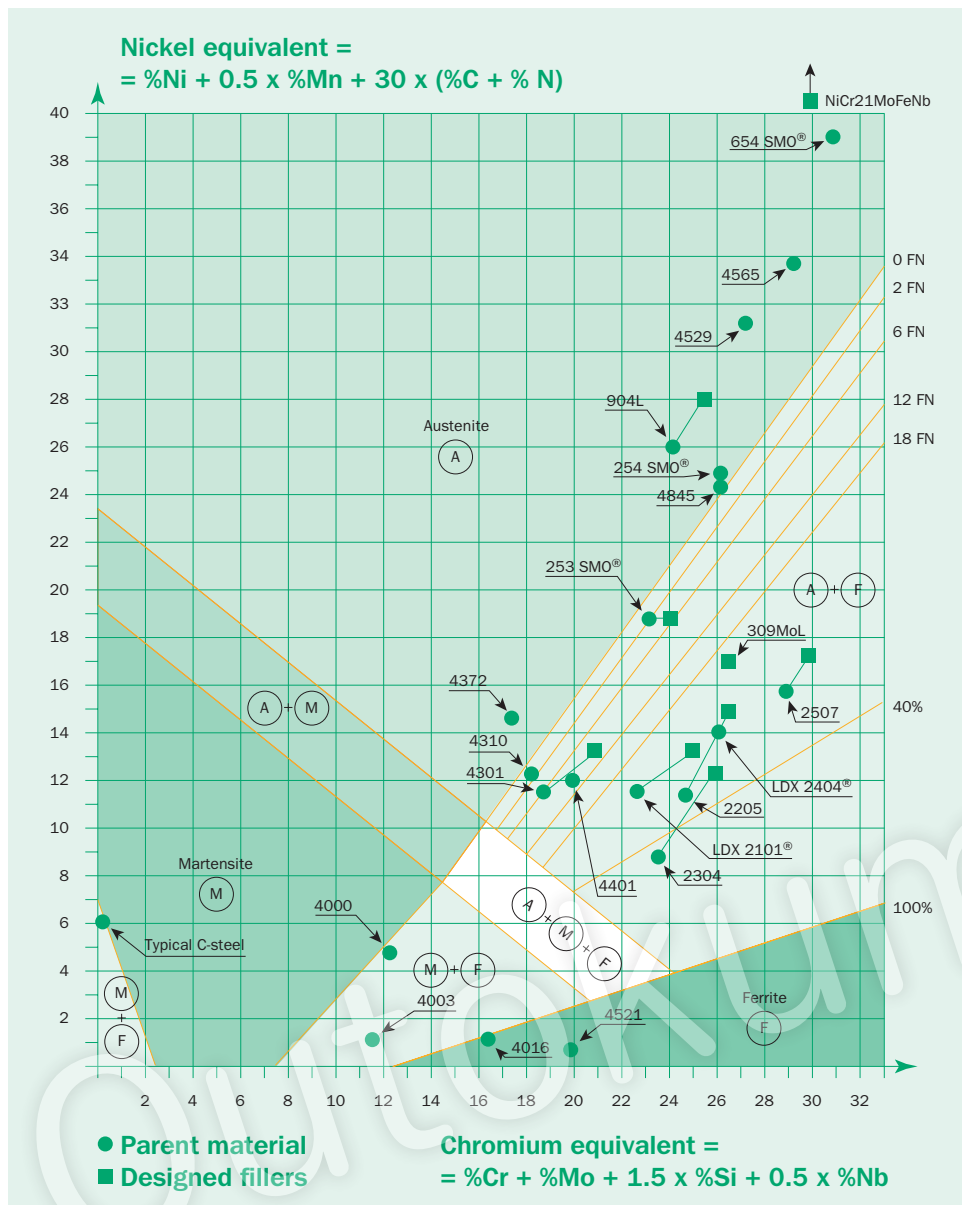 Nickel equivalent =
= %Ni + 0.5 x %Mn + 30 x (%C + % N)
NiCr21MoFeNb
40
654 SMO®
38
36
0 FN
4565
34
2 FN
33
4529
6 FN
30
28
904L
12 FN
Austenite
18 FN
26
A
254 SMO®
24
4845
22
253 SMO®
20
A + F
18
309MoL
4372
16
2507
A + M
40%
14
4310
4301
12
LDX 2404®
2205
10
LDX 2101®
Martensite
2304
8
M
4401
A + M + F
4000
100%
6
Typical C-steel
M + F
4
M
+
F
4003
Ferrite
2
4521
F
4016
2 4 6 8 10 12 14 16 18 20 22 24 26 28 30 32
Parent material
Designed fillers
Chromium equivalent =
= %Cr + %Mo + 1.5 x %Si + 0.5 x %Nb
Outokum